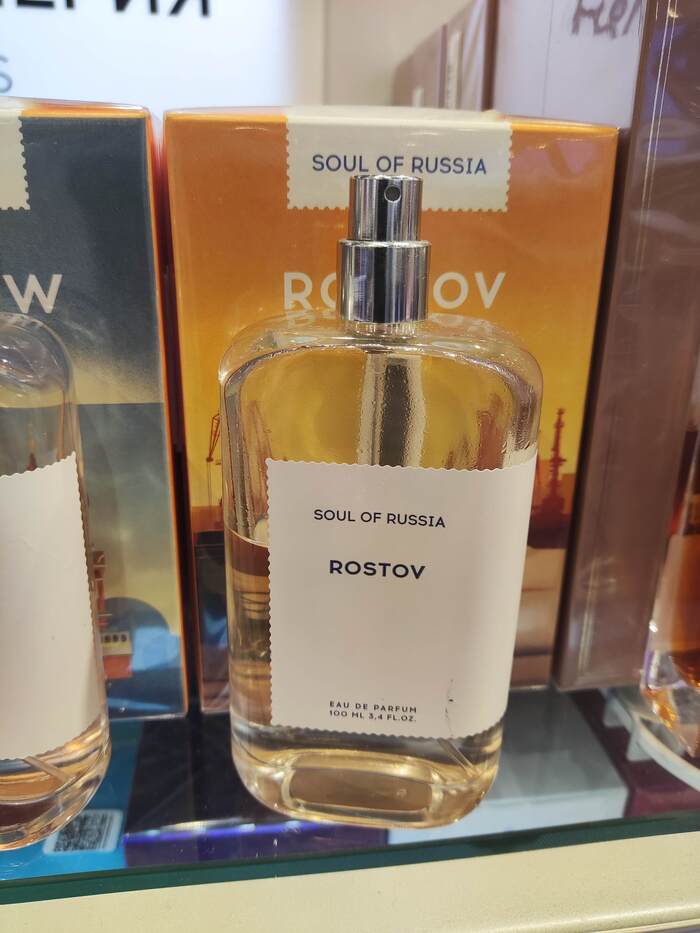 S
SOUL OF RUSSIA
W
SOUL OF RUSSIA
ROSTOV
EAU DE PARFUM
100 ML 3,4 FL.OZ.